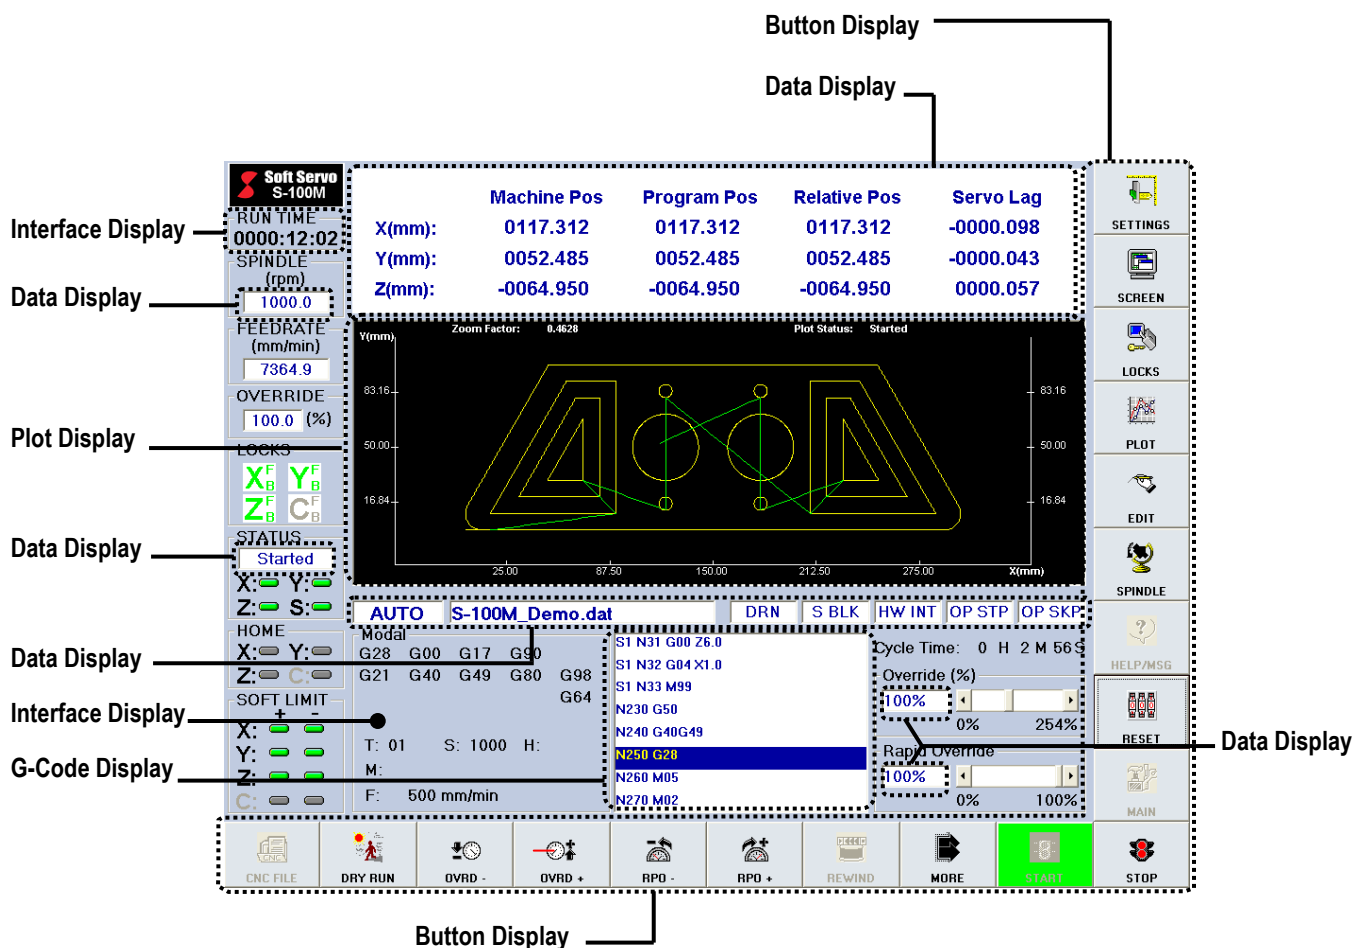 Button Display
Data Display
Soft Servo
S-100M
Interface Display
RUN TIME
0000:12:02
Data Display
SPINDLE
(rpm)
1000.0
FEEDRATE
(mm/min)
7364.9
OVERRIDE
100.0 (%)
Plot Display
LOCKS
X F B Y F B
Z F B C F B
Data Display
STATUS
Started
X: Y:
Z: S:
Data Display
HOME
X: Y:
Z: C:
Interface Display
SOFT LIMIT
+ -
X:
Y:
G-Code Display
Z:
C:
Machine Pos Program Pos Relative Pos Servo Lag
X(mm): 0117.312 0117.312 0117.312 -0000.098
Y(mm): 0052.485 0052.485 0052.485 -0000.043
Z(mm): -0064.950 -0064.950 -0064.950 0000.057
Y(mm) Zoom Factor: 0.4628 Plot Status: Started
83.16 83.16
50.00 50.00
16.84 16.84
25.00 87.50 150.00 212.50 275.00 X(mm)
AUTO S-100M_Demo.dat DRN S BLK HW INT OP STP OP SKP
Modal
G28 G00 G17 G90
G21 G40 G49 G80 G98
G64
T: 01 S: 1000 H:
M:
F: 500 mm/min
S1 N31 G00 Z6.0
S1 N32 G04 X1.0
S1 N33 M99
N230 G50
N240 G40G49
N250 G28
N260 M05
N270 M02
Cycle Time: 0 H 2 M 56 S
Override (%)
100%
0% 254%
Rapid Override
100%
0% 100%
Data Display
SETTINGS
SCREEN
LOCKS
PLOT
EDIT
SPINDLE
HELP/MSG
RESET
MAIN
CNC
CNC FILE DRY RUN OVRD - OVRD + RPO - RPO + REWIND MORE START STOP
Button Display